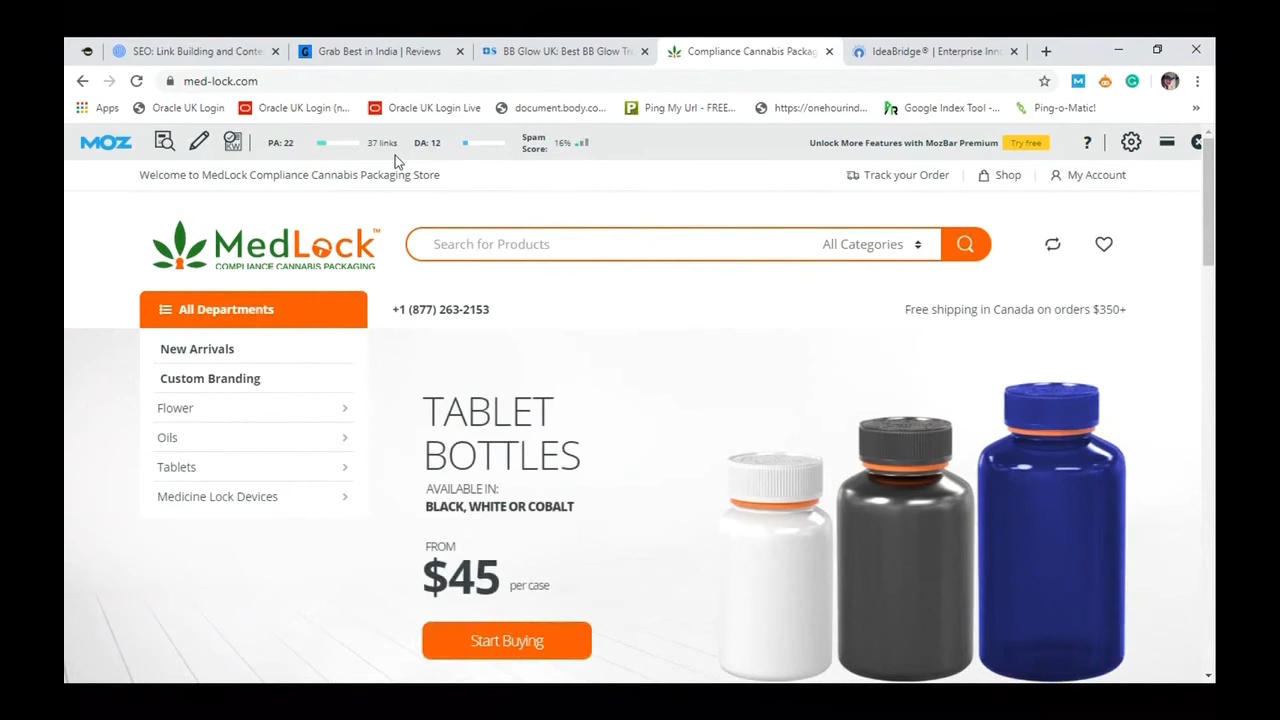 SEO: Link Building and Conte
Grab Best in India | Reviews
BB Glow UK: Best BB Glow Tr
Compliance Cannabis Packag
IdeaBridge® | Enterprise Inn
med-lock.com
Apps
Oracle UK Login
Oracle UK Login (n...
Oracle UK Login Live
document.body.co...
Ping My Url - FREE...
https://onehourind...
Google Index Tool -...
Ping-o-Matic!
MOZ
PA: 22
37 links
DA: 12
Spam Score: 16%
Unlock More Features with MozBar Premium
Try free
Welcome to MedLock Compliance Cannabis Packaging Store
Track your Order
Shop
My Account
MedLock™
COMPLIANCE CANNABIS PACKAGING
Search for Products
All Categories
All Departments
+1 (877) 263-2153
Free shipping in Canada on orders $350+
New Arrivals
Custom Branding
Flower
Oils
Tablets
Medicine Lock Devices
TABLET
BOTTLES
AVAILABLE IN:
BLACK, WHITE OR COBALT
FROM
$45 per case
Start Buying